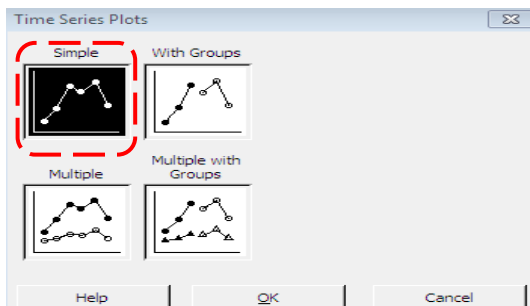 Time Series Plots
Simple
With Groups
Multiple
Multiple with
Groups
Help
OK
Cancel